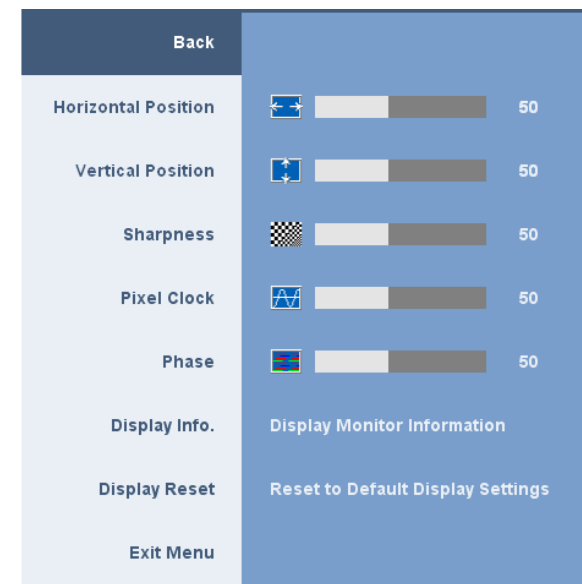 Back
Horizontal Position 50
Vertical Position 50
Sharpness 50
Pixel Clock 50
Phase 50
Display Info. Display Monitor Information
Display Reset Reset to Default Display Settings
Exit Menu